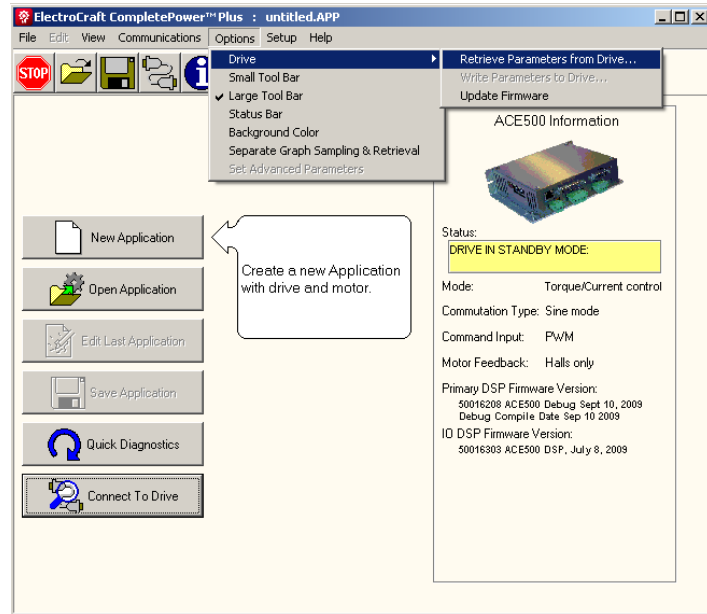 ElectroCraft CompletePower™Plus : untitled.APP
File Edit View Communications Options Setup Help
STOP
Drive
Small Tool Bar
Large Tool Bar
Status Bar
Background Color
Separate Graph Sampling & Retrieval
Set Advanced Parameters
Retrieve Parameters from Drive...
Write Parameters to Drive...
Update Firmware
New Application
Open Application
Edit Last Application
Save Application
Quick Diagnostics
Connect To Drive
Create a new Application
with drive and motor.
ACE500 Information
Status:
DRIVE IN STANDBY MODE:
Mode: Torque/Current control
Commutation Type: Sine mode
Command Input: PWM
Motor Feedback: Halls only
Primary DSP Firmware Version:
50016208 ACE500 Debug Sept 10, 2009
Debug Compile Date Sep 10 2009
IO DSP Firmware Version:
50016303 ACE500 DSP, July 8, 2009